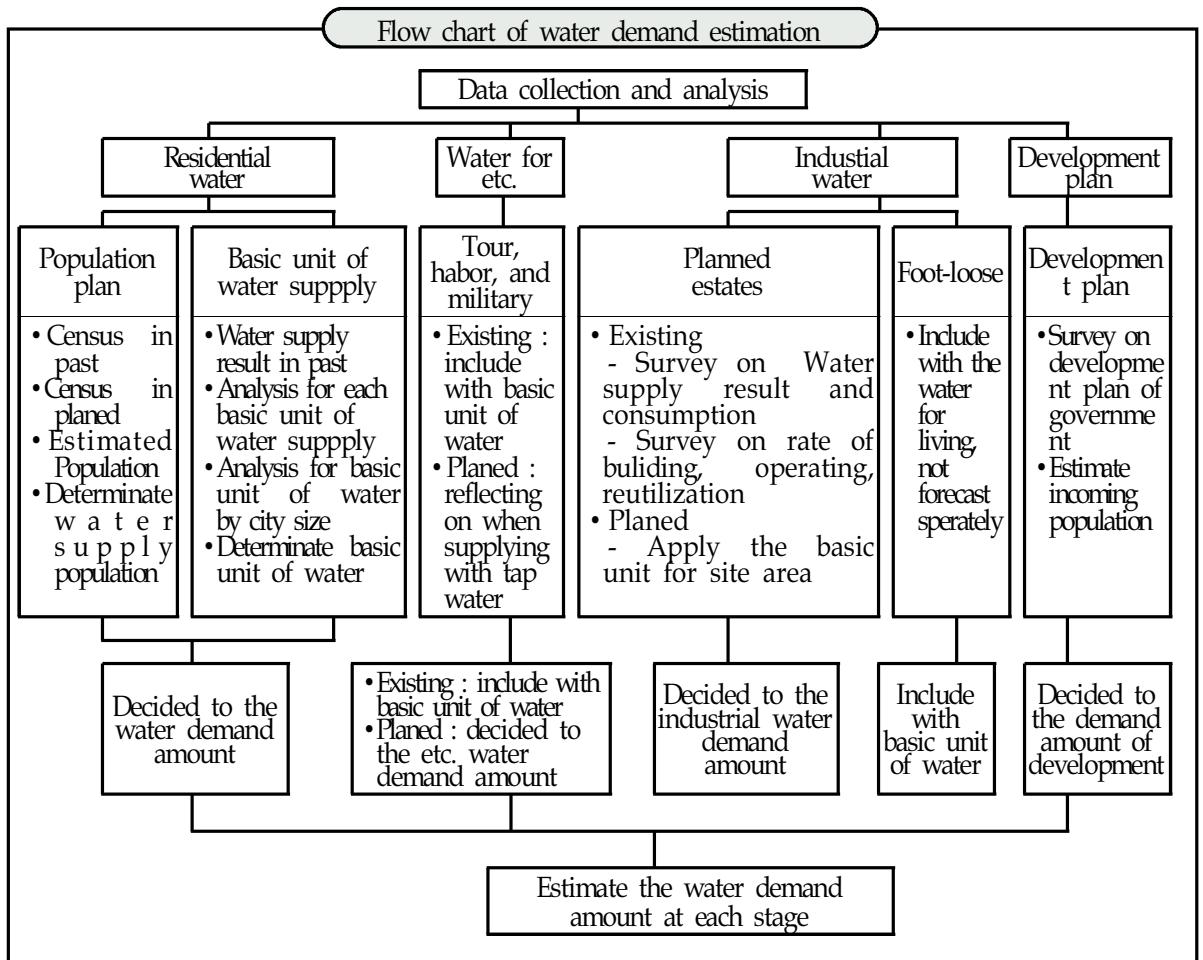 Flow chart of water demand estimation
Data collection and analysis
Residential
water
Water for
etc.
Industial
water
Development
plan
Population
plan
• Census in
past
• Census in
planed
• Estimated
Population
• Determinate
water
supply
population
Basic unit of
water suppply
• Water supply
result in past
• Analysis for each
basic unit of
water suppply
• Analysis for basic
unit of water
by city size
• Determinate basic
unit of water
Tour,
habor, and
military
• Existing :
include
with basic
unit of
water
• Planed :
reflecting
on when
supplying
with tap
water
Planned
estates
• Existing
- Survey on Water
supply result and
consumption
- Survey on rate of
buliding, operating,
reutilization
• Planed
- Apply the basic
unit for site area
Foot-loose
• Include
with the
water
for
living,
not
forecast
sperately
Developmen
t plan
• Survey on
developme
nt plan of
governme
nt
• Estimate
incoming
population
Decided to the
water demand
amount
• Existing : include with
basic unit of water
• Planed : decided to
the etc. water
demand amount
Decided to the
industrial water
demand
amount
Include
with
basic unit
of water
Decided to
the demand
amount of
development
Estimate the water demand
amount at each stage